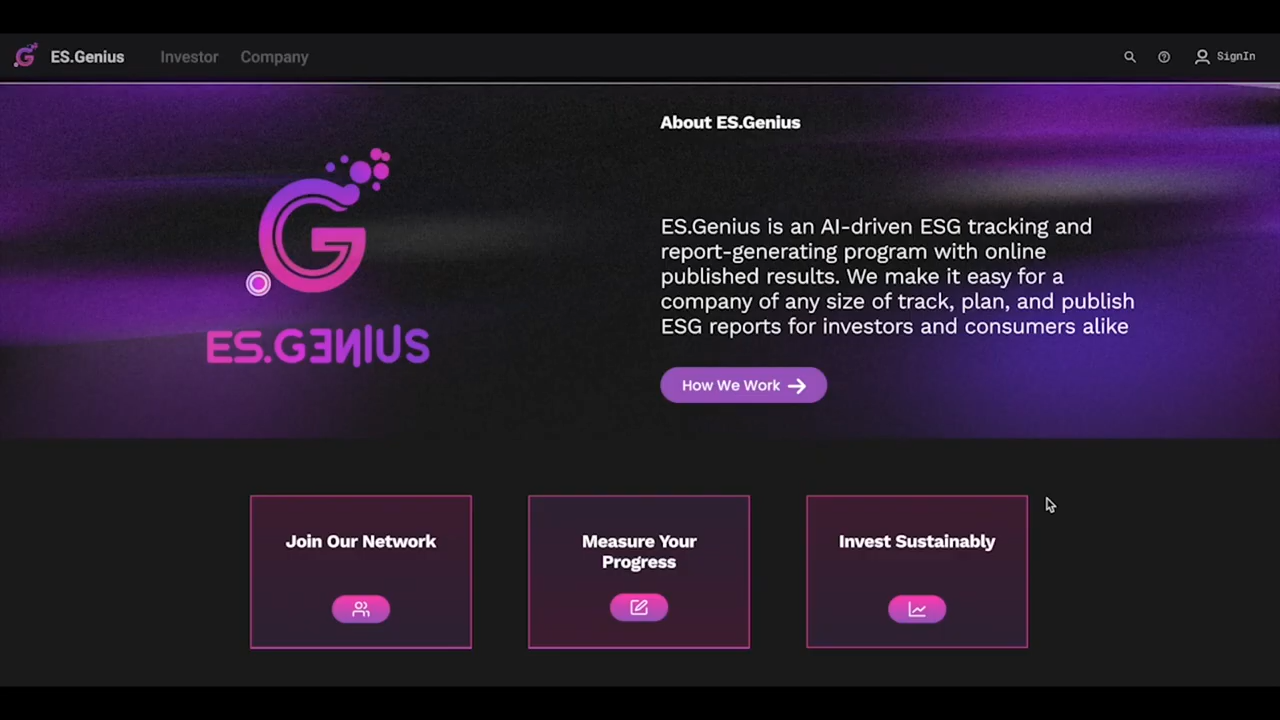 ES.Genius
Investor
Company
SignIn
About ES.Genius
ES.GENIUS
ES.Genius is an AI-driven ESG tracking and
report-generating program with online
published results. We make it easy for a
company of any size of track, plan, and publish
ESG reports for investors and consumers alike
How We Work
Join Our Network
Measure Your
Progress
Invest Sustainably